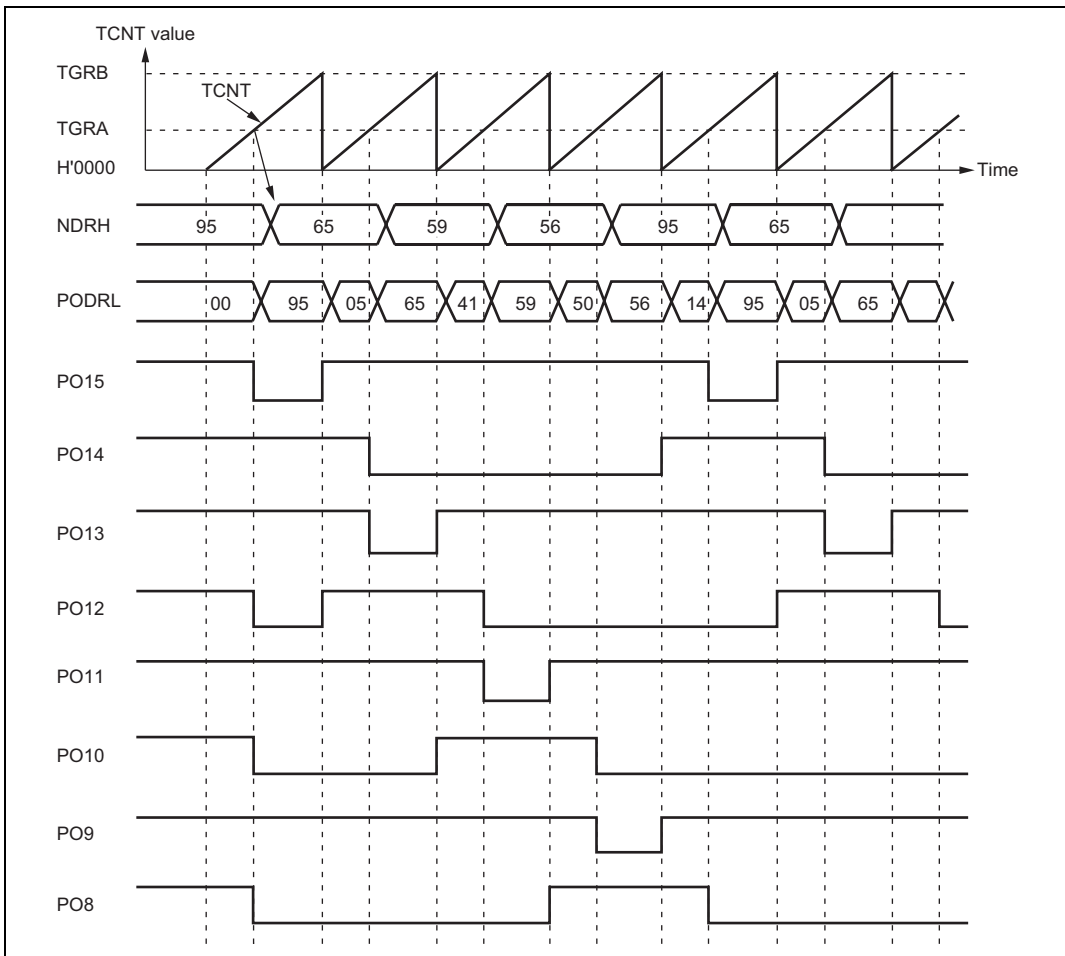 TCNT value
TGRB
TCNT
TGRA
H'0000
Time
NDRH
95 65 59 56 95 65
PODRL
00 95 05 65 41 59 50 56 14 95 05 65
PO15
PO14
PO13
PO12
PO11
PO10
PO9
PO8